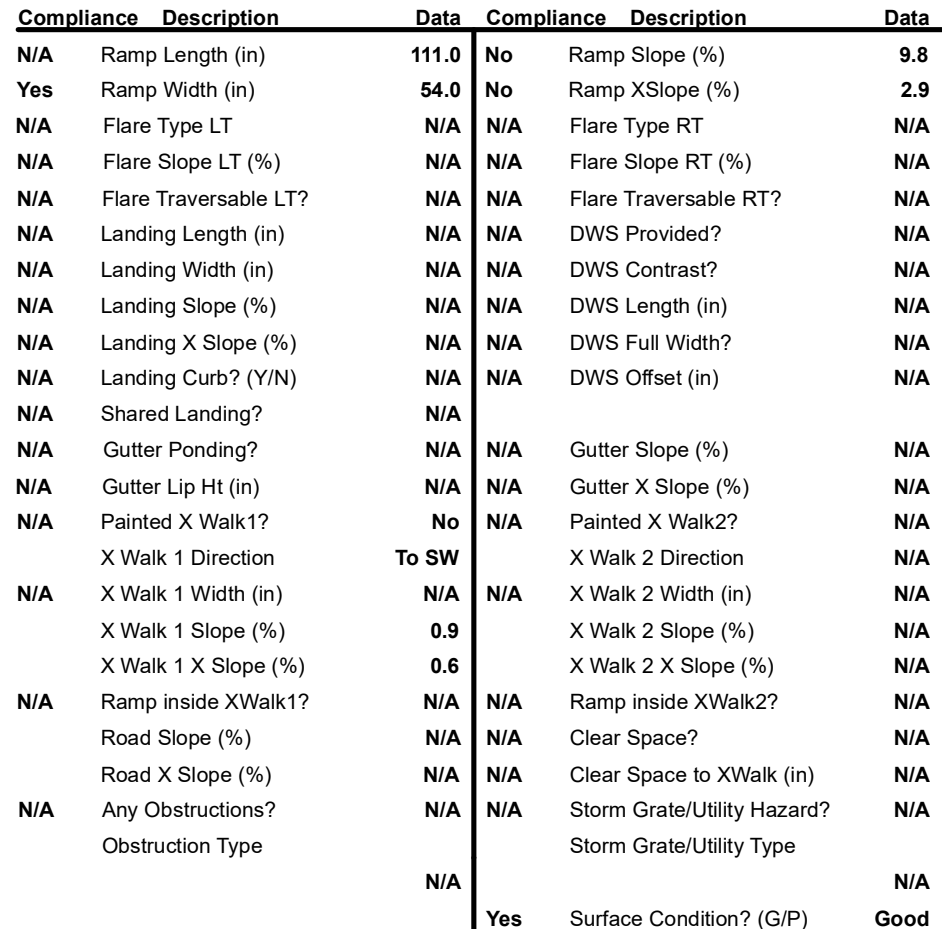 Compliance Description Data Compliance Description Data
N/A Ramp Length (in) 111.0 No Ramp Slope (%) 9.8
Yes Ramp Width (in) 54.0 No Ramp XSlope (%) 2.9
N/A Flare Type LT N/A N/A Flare Type RT N/A
N/A Flare Slope LT (%) N/A N/A Flare Slope RT (%) N/A
N/A Flare Traversable LT? N/A N/A Flare Traversable RT? N/A
N/A Landing Length (in) N/A N/A DWS Provided? N/A
N/A Landing Width (in) N/A N/A DWS Contrast? N/A
N/A Landing Slope (%) N/A N/A DWS Length (in) N/A
N/A Landing X Slope (%) N/A N/A DWS Full Width? N/A
N/A Landing Curb? (Y/N) N/A N/A DWS Offset (in) N/A
N/A Shared Landing? N/A
N/A Gutter Ponding? N/A N/A Gutter Slope (%) N/A
N/A Gutter Lip Ht (in) N/A N/A Gutter X Slope (%) N/A
N/A Painted X Walk1? No N/A Painted X Walk2? N/A
X Walk 1 Direction To SW X Walk 2 Direction N/A
N/A X Walk 1 Width (in) N/A N/A X Walk 2 Width (in) N/A
X Walk 1 Slope (%) 0.9 X Walk 2 Slope (%) N/A
X Walk 1 X Slope (%) 0.6 X Walk 2 X Slope (%) N/A
N/A Ramp inside XWalk1? N/A N/A Ramp inside XWalk2? N/A
Road Slope (%) N/A N/A Clear Space? N/A
Road X Slope (%) N/A N/A Clear Space to XWalk (in) N/A
N/A Any Obstructions? N/A N/A Storm Grate/Utility Hazard? N/A
Obstruction Type Storm Grate/Utility Type
N/A N/A
Yes Surface Condition? (G/P) Good